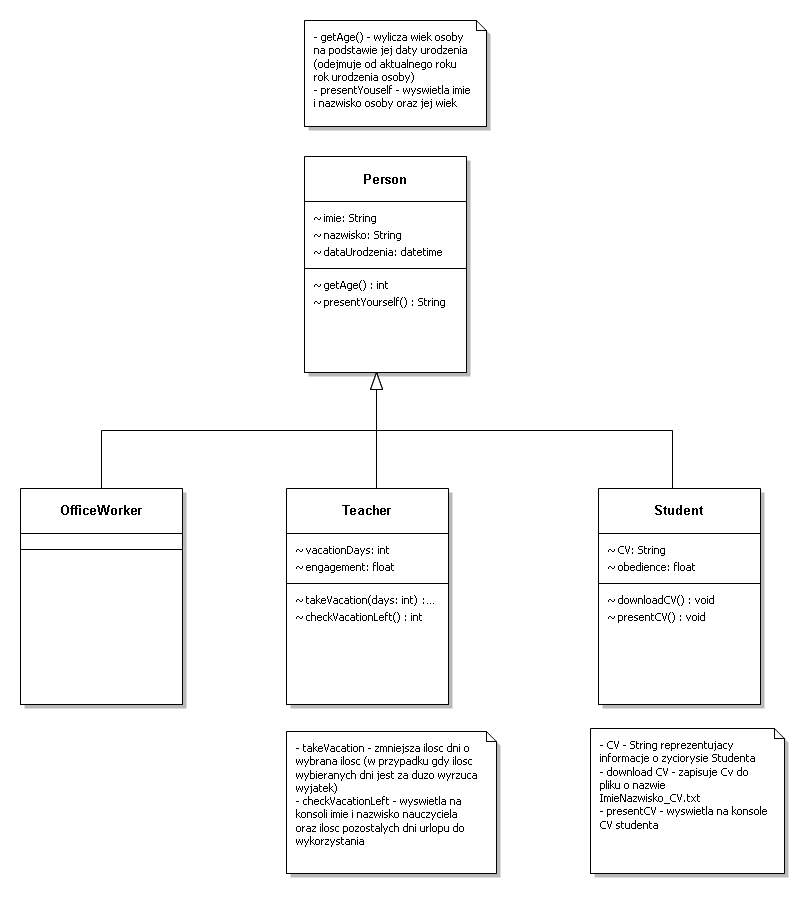 - getAge() - wylicza wiek osoby
na podstawie jej daty urodzenia
(odejmuje od aktualnego roku
rok urodzenia osoby)
- presentYouself - wyswietla imie
i nazwisko osoby oraz jej wiek
Person
~ imie: String
~ nazwisko: String
~ dataUrodzenia: datetime
~ getAge() : int
~ presentYourself() : String
OfficeWorker
Teacher
~ vacationDays: int
~ engagement: float
~ takeVacation(days: int) :...
~ checkVacationLeft() : int
Student
~ CV: String
~ obedience: float
~ downloadCV() : void
~ presentCV() : void
- takeVacation - zmniejsza ilosc dni o
wybrana ilosc (w przypadku gdy ilosc
wybieranych dni jest za duzo wyrzuca
wyjatek)
- checkVacationLeft - wyswietla na
konsoli imie i nazwisko nauczyciela
oraz ilosc pozostalych dni urlopu do
wykorzystania
- CV - String reprezentujacy
informacje o zyciorysie Studenta
- download CV - zapisuje Cv do
pliku o nazwie
ImieNazwisko_CV.txt
- presentCV - wyswietla na konsole
CV studenta